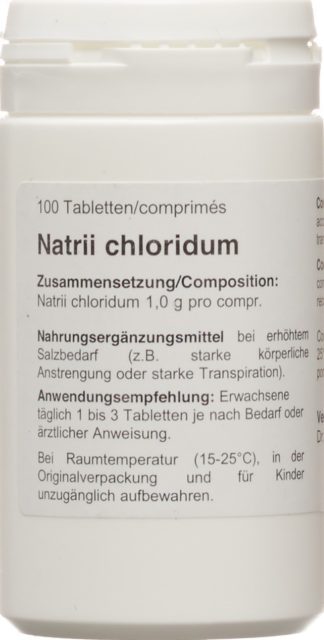 100 Tabletten/comprimés
Natrii chloridum
Zusammensetzung/Composition:
Natrii chloridum 1,0 g pro compr.
Nahrungsergänzungsmittel bei erhöhtem
Salzbedarf (z.B. starke körperliche
Anstrengung oder starke Transpiration).
Anwendungsempfehlung: Erwachsene
täglich 1 bis 3 Tabletten je nach Bedarf oder
ärztlicher Anweisung.
Bei Raumtemperatur (15-25°C), in der
Originalverpackung und für Kinder
unzugänglich aufbewahren.